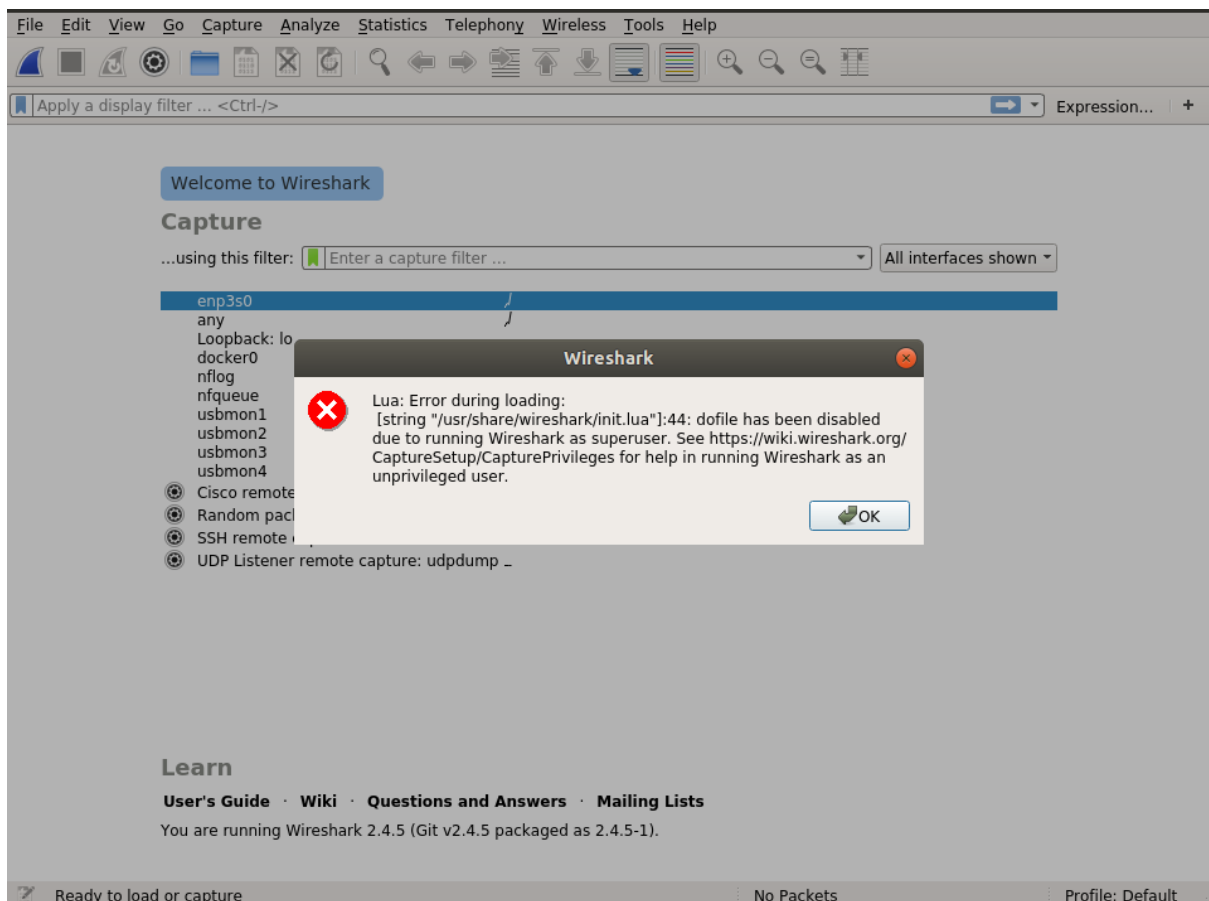 File Edit View Go Capture Analyze Statistics Telephony Wireless Tools Help
Apply a display filter ... <Ctrl-/>
Expression... +
Welcome to Wireshark
Capture
...using this filter: Enter a capture filter ... All interfaces shown
enp3s0
any
Loopback: lo
docker0
nflog
nfqueue
usbmon1
usbmon2
usbmon3
usbmon4
Cisco remote
Random pac
SSH remote
UDP Listener remote capture: udpdump
Wireshark
Lua: Error during loading:
[string "/usr/share/wireshark/init.lua"]:44: dofile has been disabled
due to running Wireshark as superuser. See https://wiki.wireshark.org/
CaptureSetup/CapturePrivileges for help in running Wireshark as an
unprivileged user.
OK
Learn
User's Guide · Wiki · Questions and Answers · Mailing Lists
You are running Wireshark 2.4.5 (Git v2.4.5 packaged as 2.4.5-1).
Ready to load or capture No Packets Profile: Default